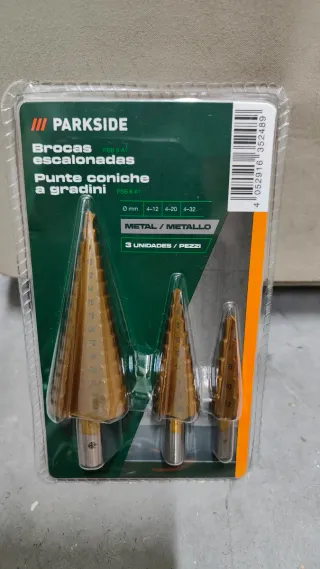 /// PARKSIDE
Brocas
escalonadas
Punte coniche
a gradini
Ø mm 4–12 4–20 4–32
METAL / METALLO
3 UNIDADES / PEZZI
4 052916 352489